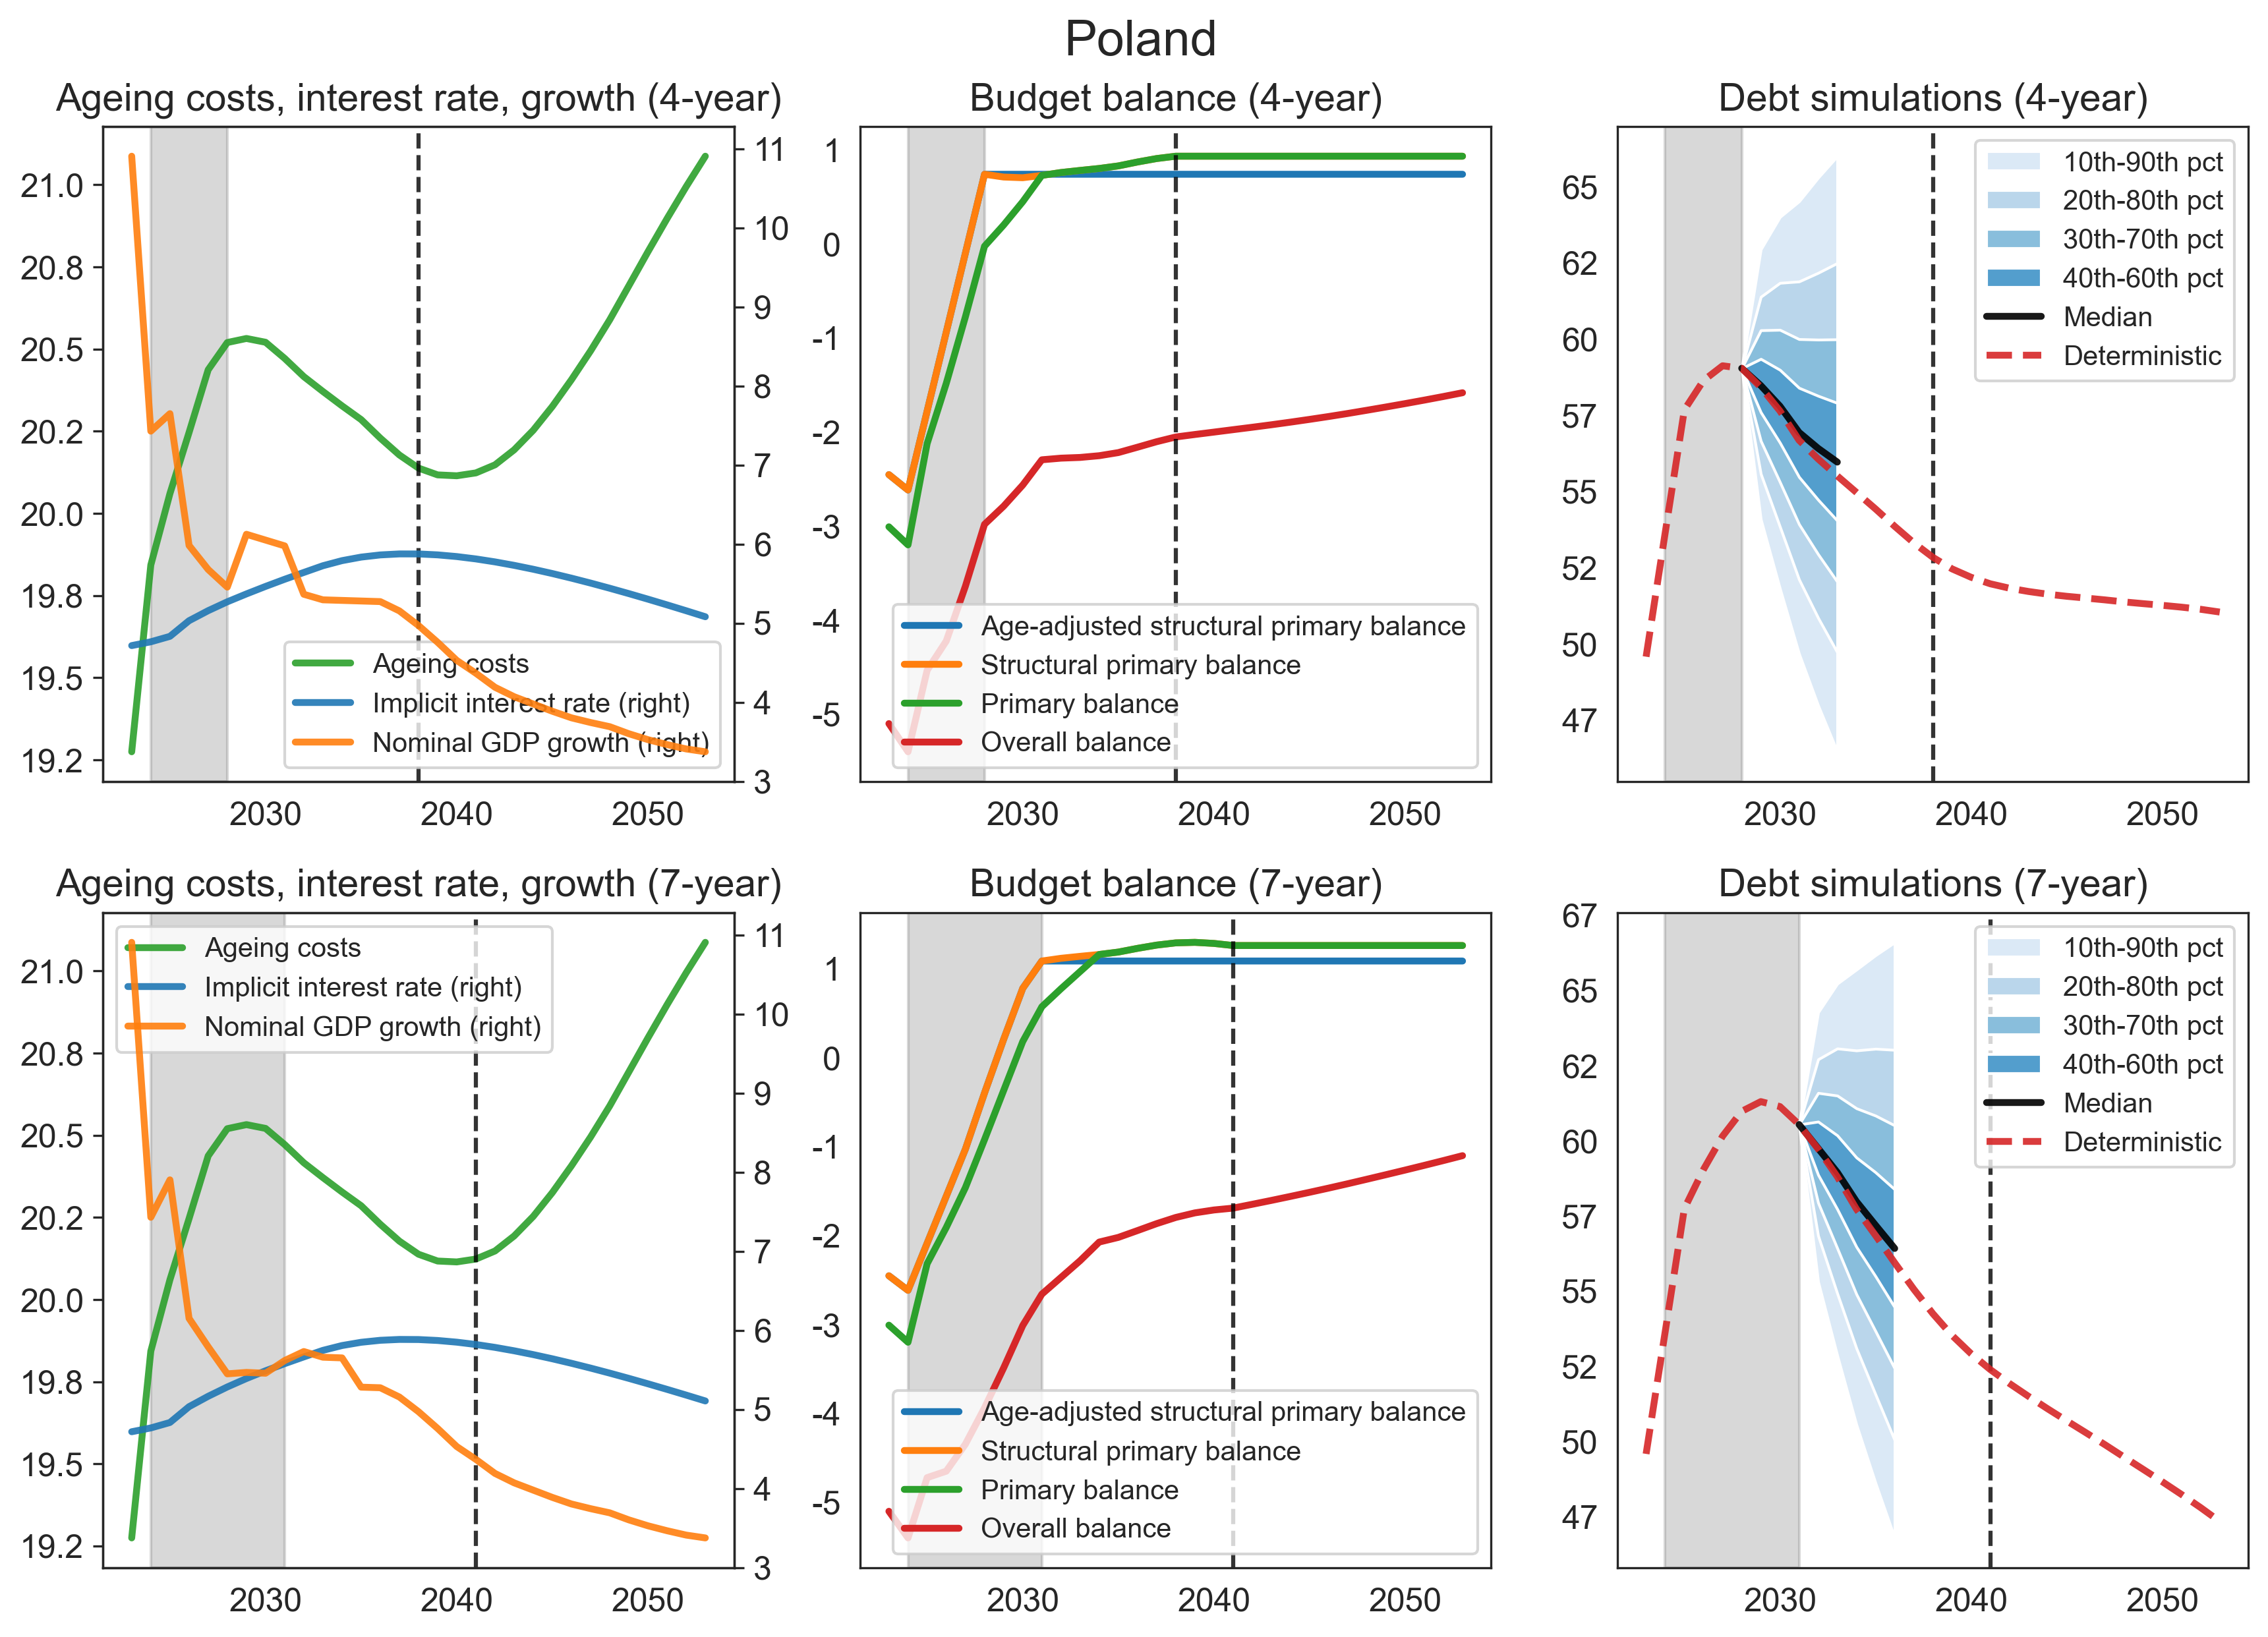 Poland
Ageing costs, interest rate, growth (4-year)
21.0
20.8
20.5
20.2
20.0
19.8
19.5
19.2
11
10
9
8
7
6
5
4
3
2030 2040 2050
Ageing costs
Implicit interest rate (right)
Nominal GDP growth (right)
Budget balance (4-year)
1
0
-1
-2
-3
-4
-5
2030 2040 2050
Age-adjusted structural primary balance
Structural primary balance
Primary balance
Overall balance
Debt simulations (4-year)
65
62
60
57
55
52
50
47
2030 2040 2050
10th-90th pct
20th-80th pct
30th-70th pct
40th-60th pct
Median
Deterministic
Ageing costs, interest rate, growth (7-year)
21.0
20.8
20.5
20.2
20.0
19.8
19.5
19.2
11
10
9
8
7
6
5
4
3
2030 2040 2050
Ageing costs
Implicit interest rate (right)
Nominal GDP growth (right)
Budget balance (7-year)
1
0
-1
-2
-3
-4
-5
2030 2040 2050
Age-adjusted structural primary balance
Structural primary balance
Primary balance
Overall balance
Debt simulations (7-year)
67
65
62
60
57
55
52
50
47
2030 2040 2050
10th-90th pct
20th-80th pct
30th-70th pct
40th-60th pct
Median
Deterministic